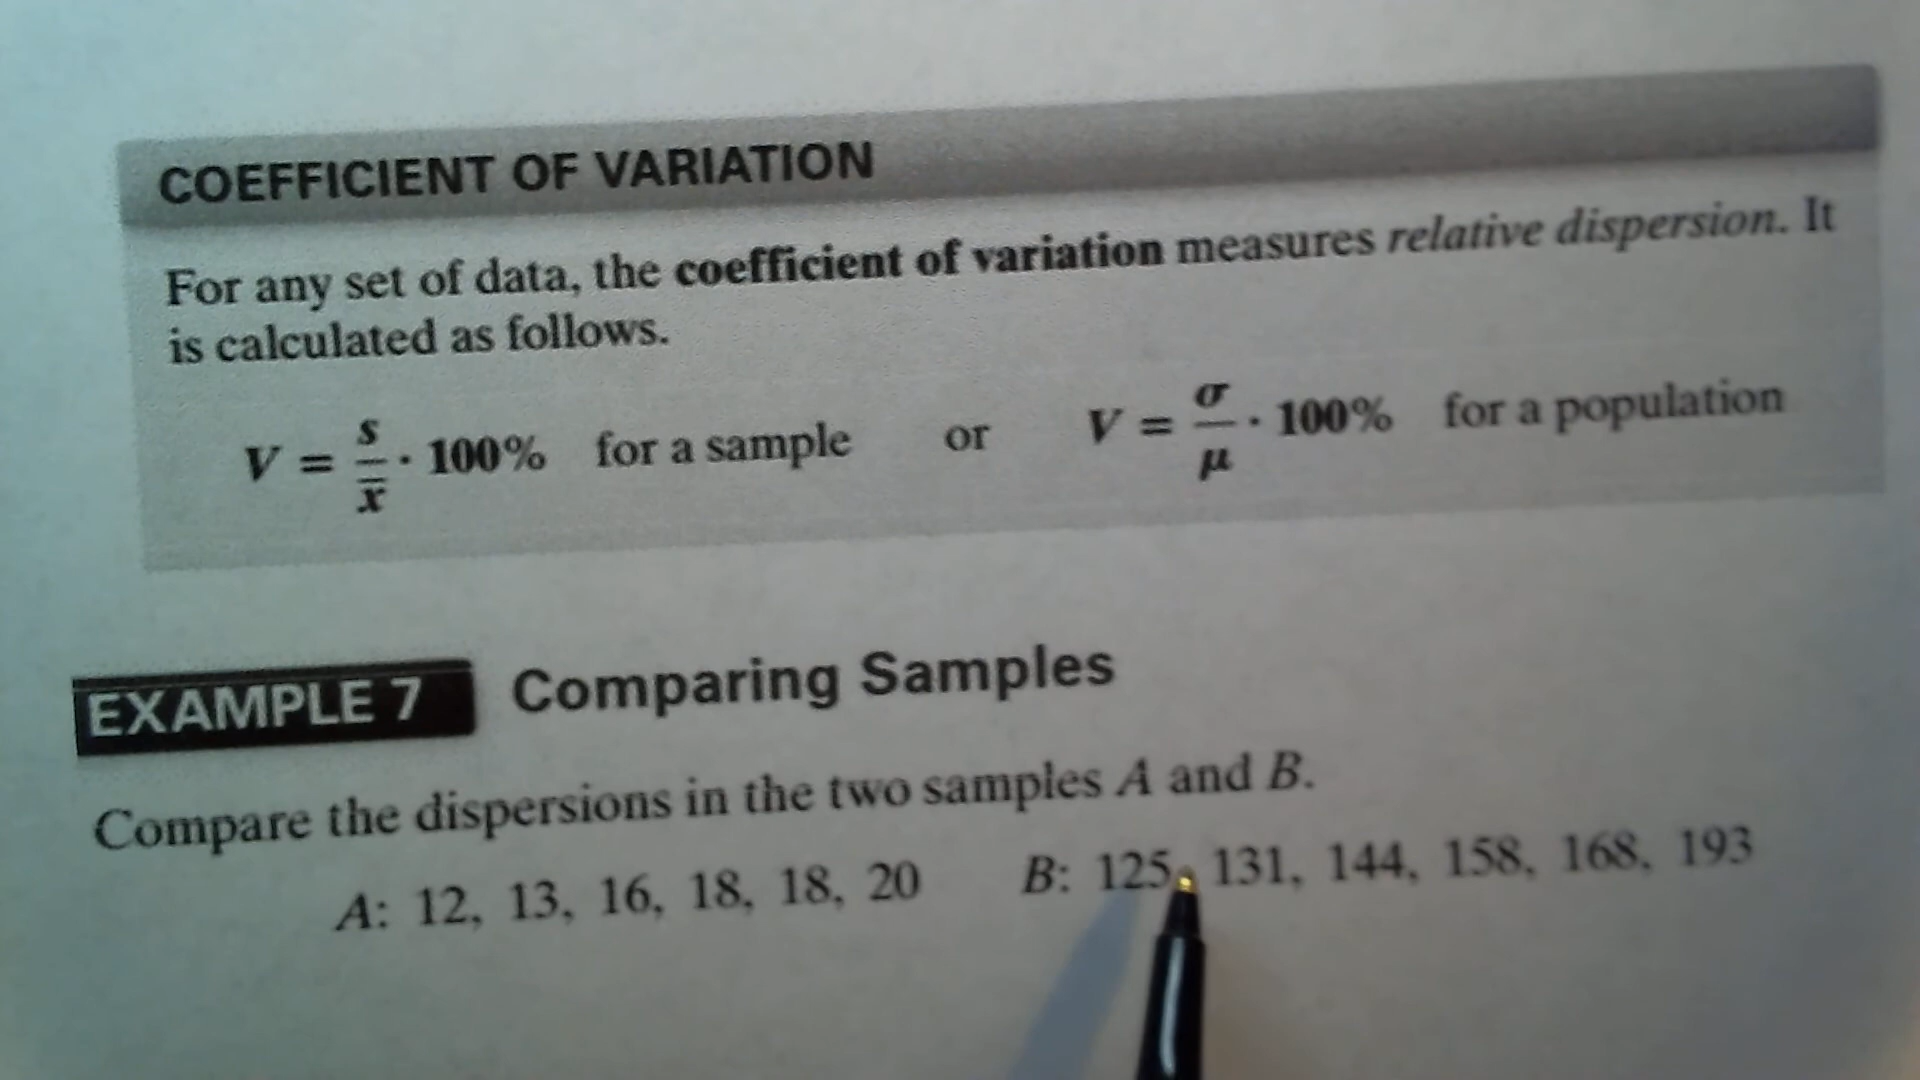 COEFFICIENT OF VARIATION
For any set of data, the coefficient of variation measures relative dispersion. It
is calculated as follows.
V = s/x̄ · 100% for a sample or V = σ/μ · 100% for a population
EXAMPLE 7 Comparing Samples
Compare the dispersions in the two samples A and B.
A: 12, 13, 16, 18, 18, 20 B: 125, 131, 144, 158, 168, 193